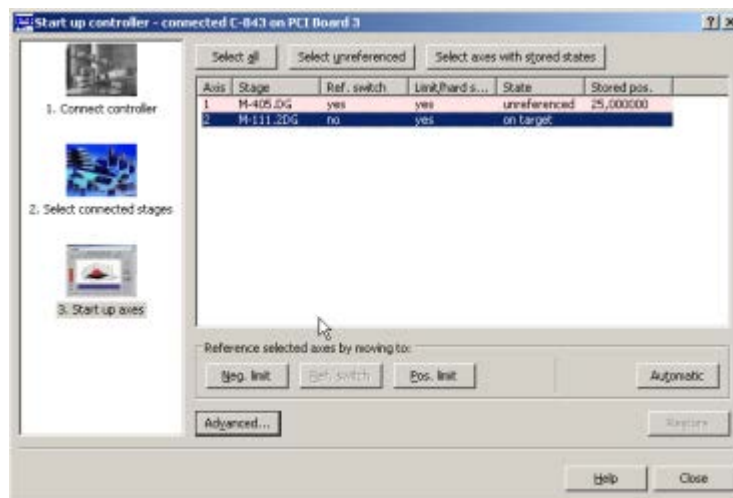 Start up controller - connected C-843 on PCI Board 3
1. Connect controller
2. Select connected stages
3. Start up axes
Select all Select unreferenced Select axes with stored states
Axis Stage Ref. switch Limit/hard s... State Stored pos.
1 M-405.DG yes yes unreferenced 25,000000
2 M-111.2DG no yes on target
Reference selected axes by moving to:
Neg. limit Ref. switch Pos. limit Automatic
Advanced... Restore
Help Close